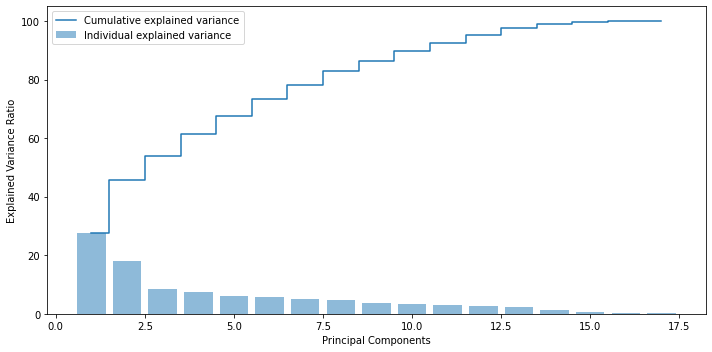 Cumulative explained variance
Individual explained variance
Explained Variance Ratio
100
80
60
40
20
0
0.0 2.5 5.0 7.5 10.0 12.5 15.0 17.5
Principal Components